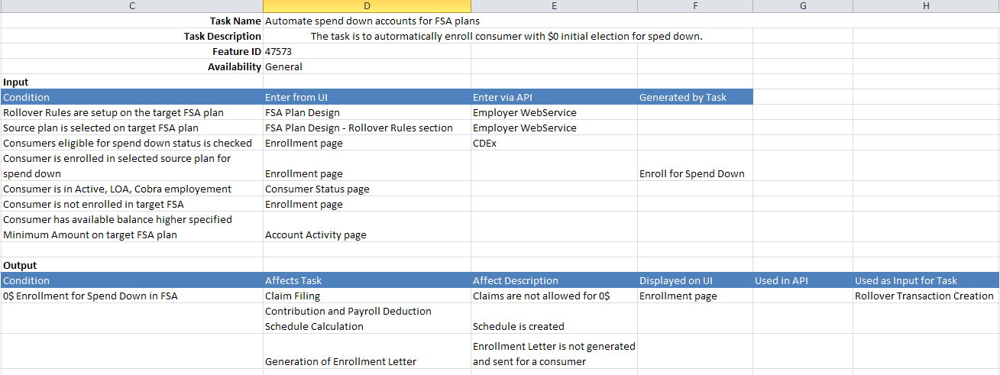 C D E F G H
Task Name Automate spend down accounts for FSA plans
Task Description The task is to automatically enroll consumer with $0 initial election for sped down.
Feature ID 47573
Availability General
Input
Condition Enter from UI Enter via API Generated by Task
Rollover Rules are setup on the target FSA plan FSA Plan Design Employer WebService
Source plan is selected on target FSA plan FSA Plan Design - Rollover Rules section Employer WebService
Consumers eligible for spend down status is checked Enrollment page CDEx
Consumer is enrolled in selected source plan for
spend down Enrollment page Enroll for Spend Down
Consumer is in Active, LOA, Cobra employement Consumer Status page
Consumer is not enrolled in target FSA Enrollment page
Consumer has available balance higher specified
Minimum Amount on target FSA plan Account Activity page
Output
Condition Affects Task Affect Description Displayed on UI Used in API Used as Input for Task
0$ Enrollment for Spend Down in FSA Claim Filing Claims are not allowed for 0$ Enrollment page Rollover Transaction Creation
Contribution and Payroll Deduction
Schedule Calculation Schedule is created
Enrollment Letter is not generated
Generation of Enrollment Letter and sent for a consumer